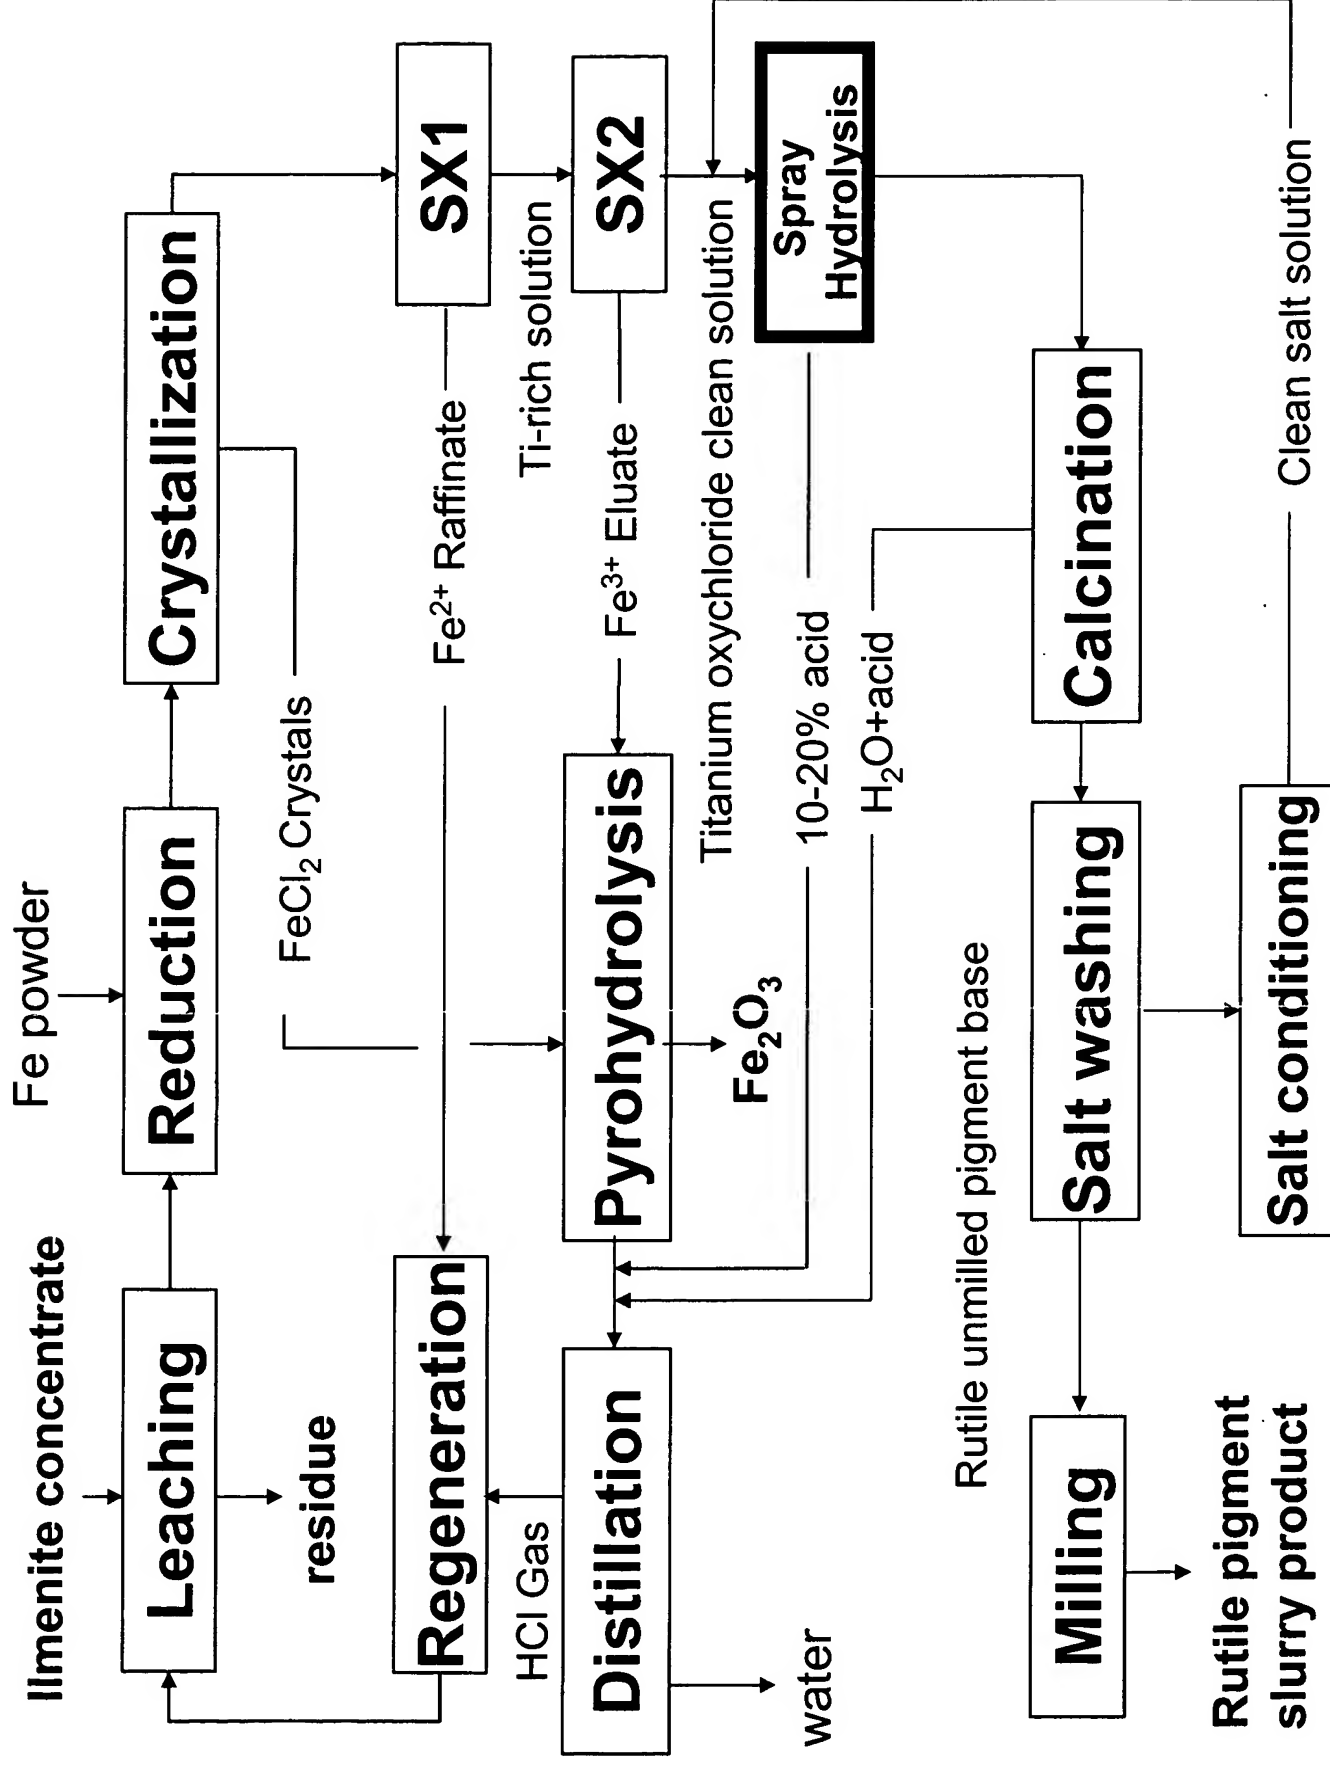 Ilmenite concentrate
Fe powder
Leaching
Reduction
Crystallization
residue
FeCl₂ Crystals
Regeneration
Fe²⁺ Raffinate
SX1
HCl Gas
Ti-rich solution
Distillation
Pyrohydrolysis
Fe³⁺ Eluate
SX2
water
Fe₂O₃
Titanium oxychloride clean solution
10-20% acid
H₂O+acid
Spray
Hydrolysis
Rutile unmilled pigment base
Milling
Salt washing
Calcination
Rutile pigment
slurry product
Salt conditioning
Clean salt solution